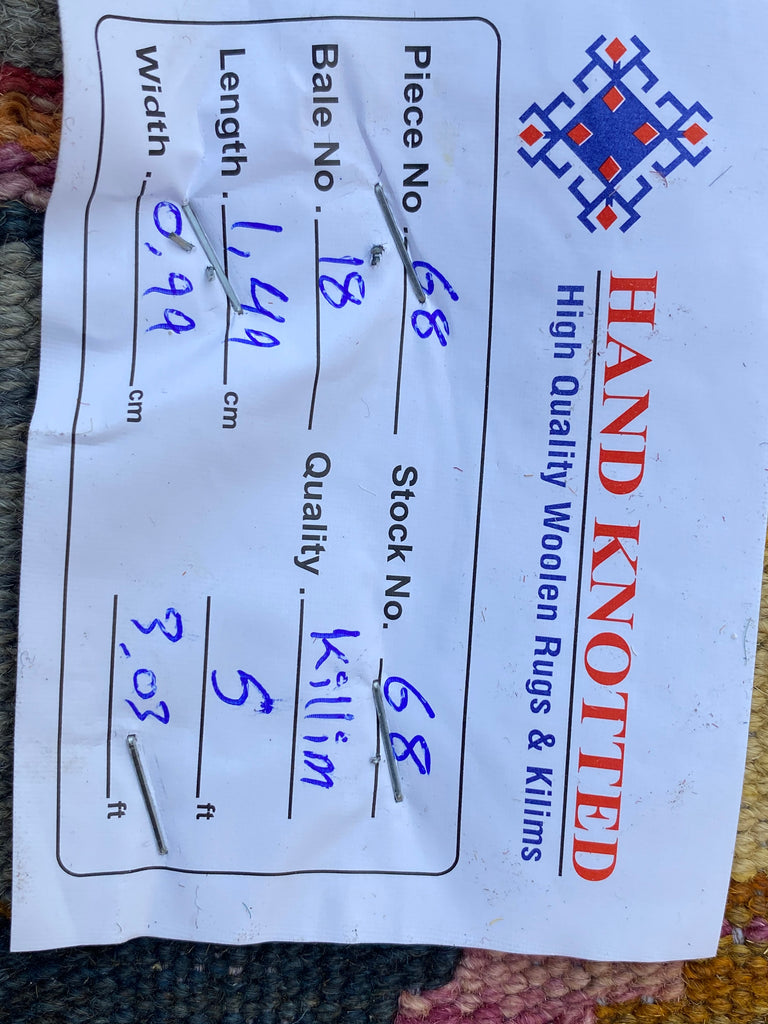 HAND KNOTTED
High Quality Woolen Rugs & Kilims
Piece No. 68 Stock No. 68
Bale No. 18 Quality. Killim
Length. 1,49 cm 5 ft
Width. 0,99 cm 3.03 ft